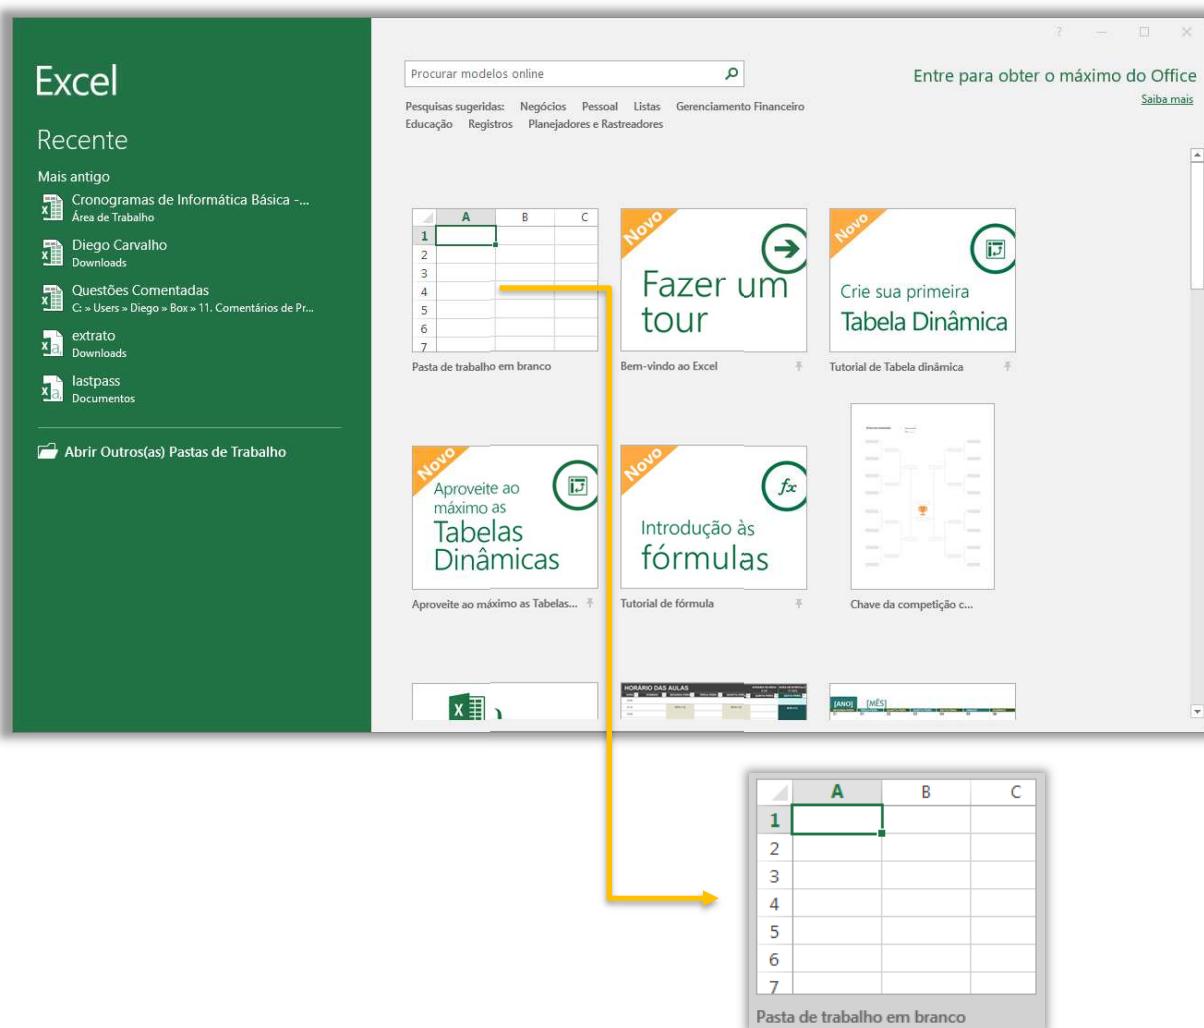 Excel
Recente
Mais antigo
Cronogramas de Informática Básica -...
Área de Trabalho
Diego Carvalho
Downloads
Questões Comentadas
C: » Users » Diego » Box » 11. Comentários de Pr...
extrato
Downloads
lastpass
Documentos
Abrir Outros(as) Pastas de Trabalho
?
Procurar modelos online
Entre para obter o máximo do Office
Saiba mais
Pesquisas sugeridas: Negócios Pessoal Listas Gerenciamento Financeiro
Educação Registros Planejadores e Rastreadores
A B C
1
2
3
4
5
6
7
Pasta de trabalho em branco
Novo
Fazer um
tour
Bem-vindo ao Excel
Novo
Crie sua primeira
Tabela Dinâmica
Tutorial de Tabela dinâmica
Novo
Aproveite ao
máximo as
Tabelas
Dinâmicas
Aproveite ao máximo as Tabelas...
Novo
fx
Introdução às
fórmulas
Tutorial de fórmula
Chave da competição c...
X
HORÁRIO DAS AULAS
[ANO] [MÊS]
A B C
1
2
3
4
5
6
7
Pasta de trabalho em branco